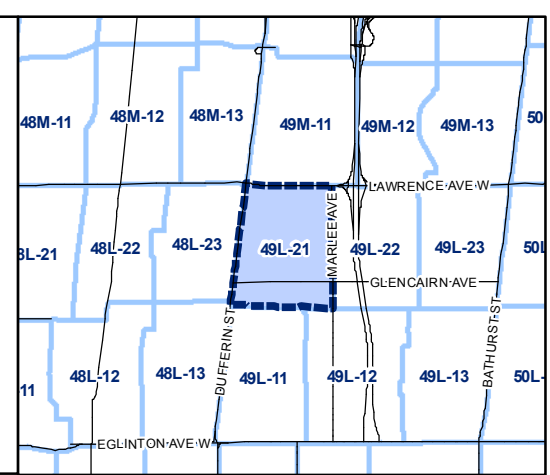 48M-11
48M-12
48M-13
49M-11
49M-12
49M-13
50
LAWRENCE AVE W
8L-21
48L-22
48L-23
49L-21
MARLEE AVE
49L-22
49L-23
50L
GLENCAIRN AVE
DUFFERIN ST
BATHURST ST
11
48L-12
48L-13
49L-11
49L-12
49L-13
50L-
EGLINTON AVE W